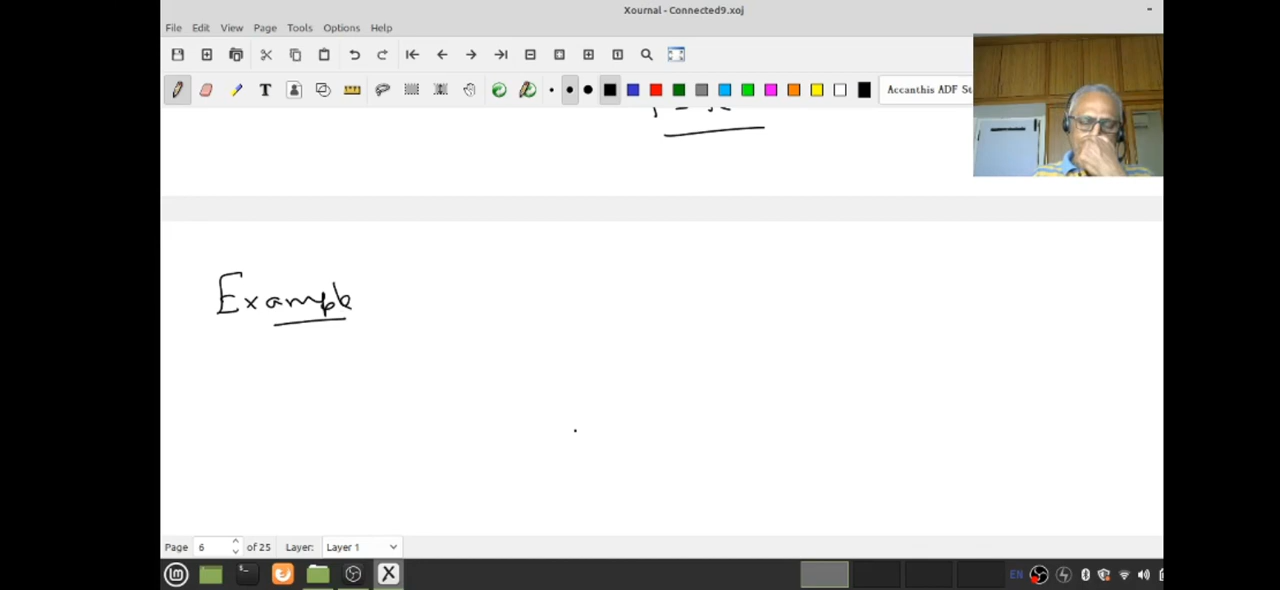 Xournal - Connected9.xoj
File Edit View Page Tools Options Help
Accanthis ADF St
Example
Page 6 of 25 Layer: Layer 1
EN